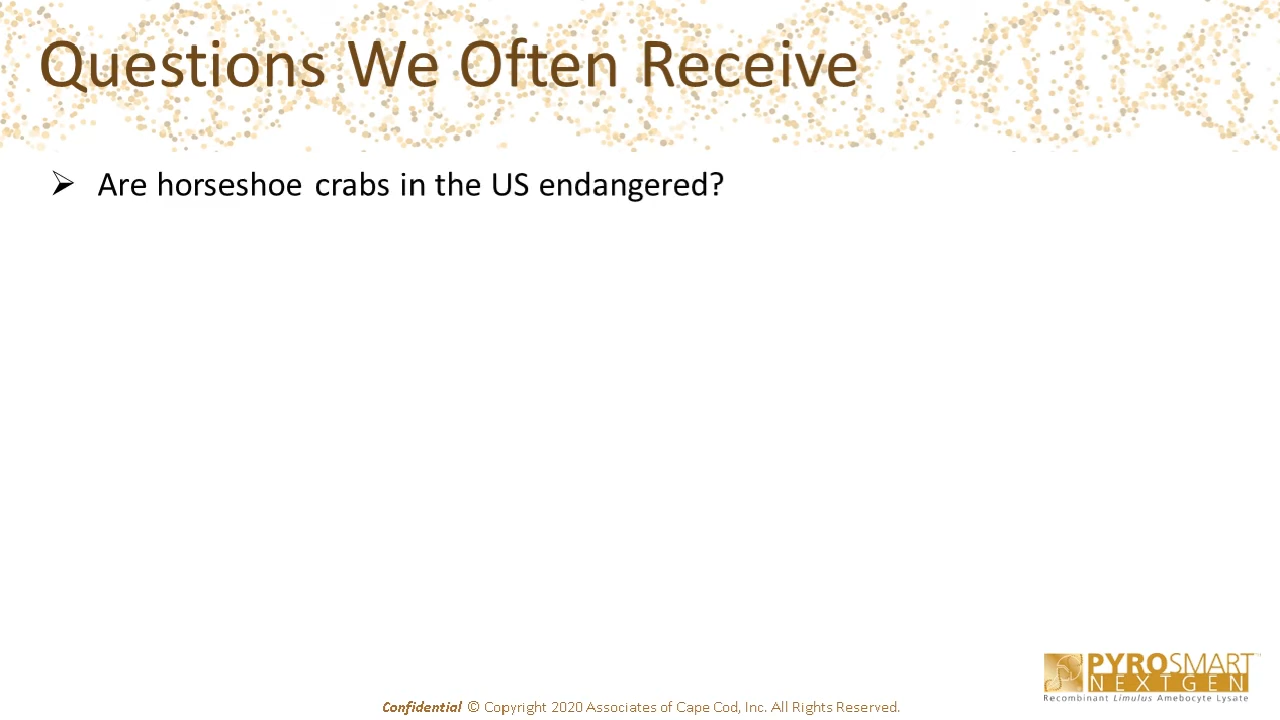 Questions We Often Receive
➢ Are horseshoe crabs in the US endangered?
PYROSMART™
NEXTGEN
Recombinant Limulus Amebocyte Lysate
Confidential © Copyright 2020 Associates of Cape Cod, Inc. All Rights Reserved.